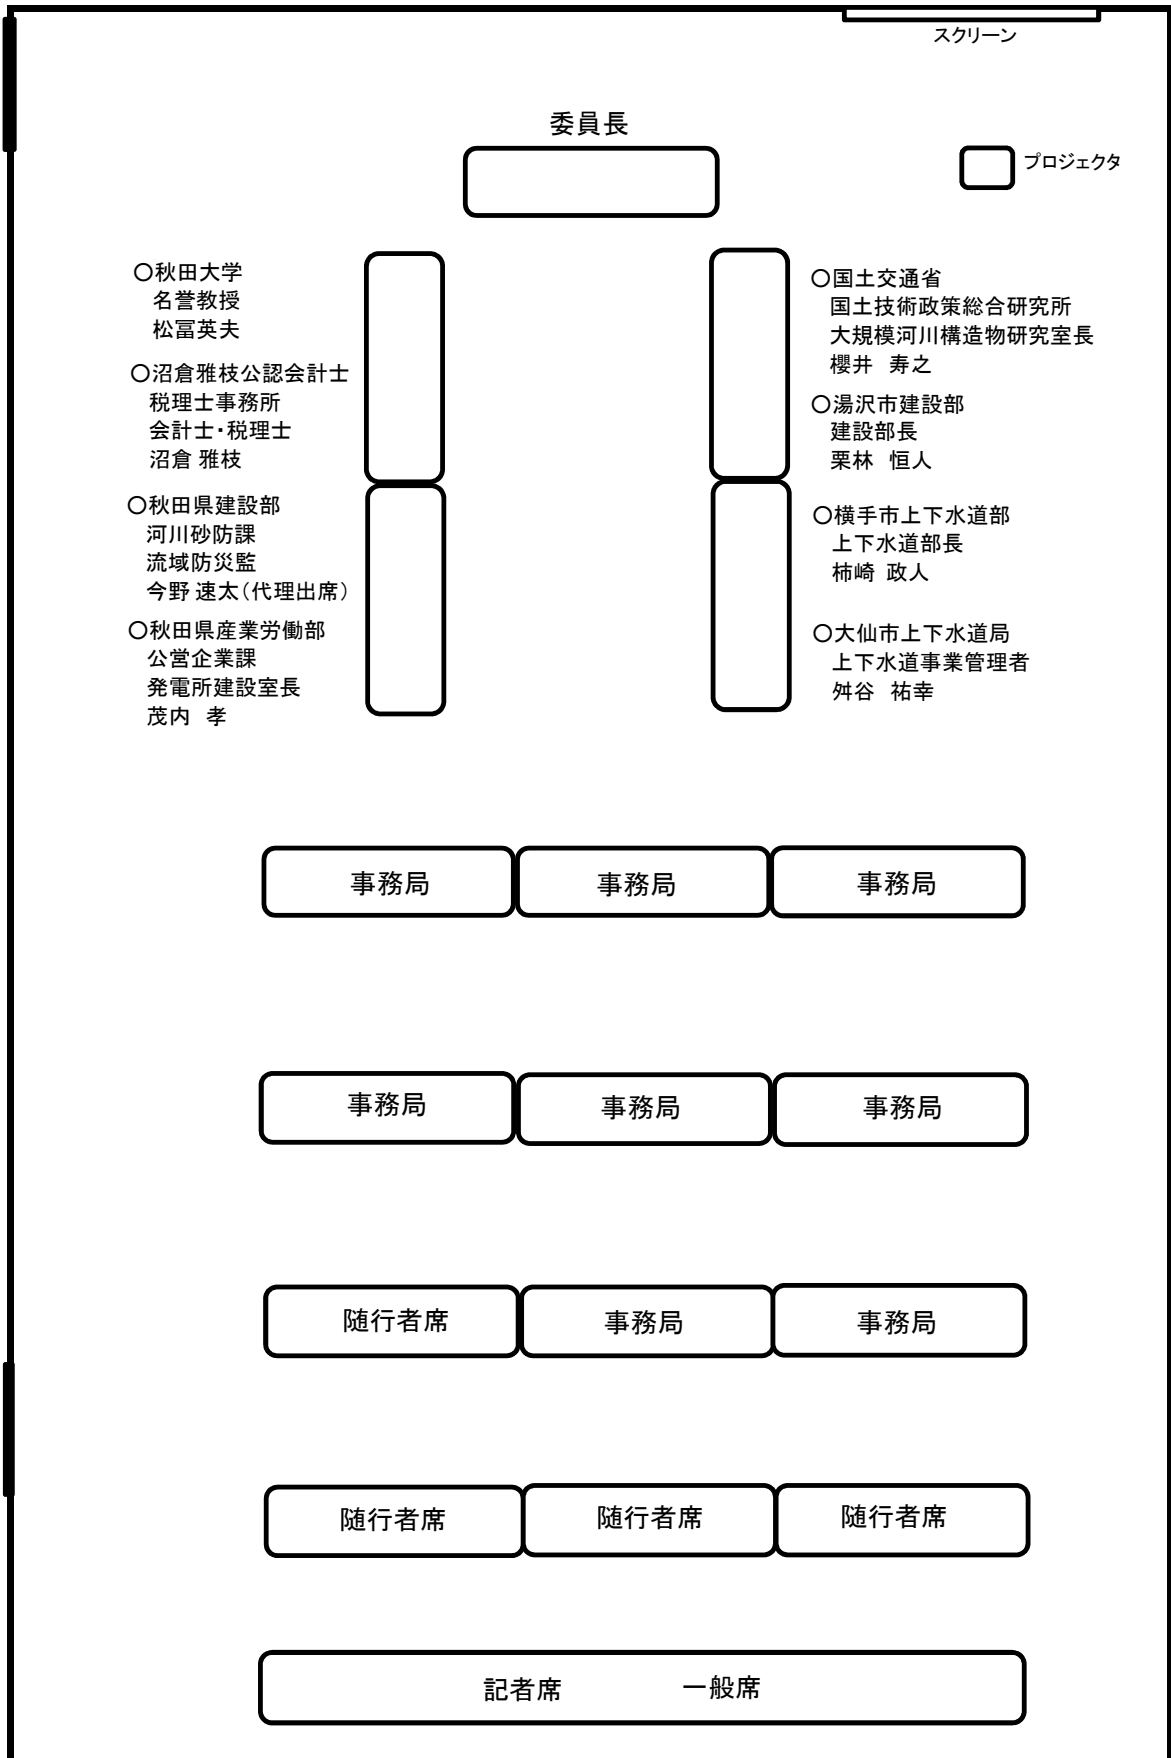 スクリーン
委員長
プロジェクタ
〇秋田大学
名誉教授
松冨英夫
〇沼倉雅枝公認会計士
税理士事務所
会計士・税理士
沼倉 雅枝
〇秋田県建設部
河川砂防課
流域防災監
今野 速太（代理出席）
〇秋田県産業労働部
公営企業課
発電所建設室長
茂内　孝
〇国土交通省
国土技術政策総合研究所
大規模河川構造物研究室長
櫻井　寿之
〇湯沢市建設部
建設部長
栗林　恒人
〇横手市上下水道部
上下水道部長
柿崎 政人
〇大仙市上下水道局
上下水道事業管理者
舛谷　祐幸
事務局　事務局　事務局
事務局　事務局　事務局
随行者席　事務局　事務局
随行者席　随行者席　随行者席
記者席　一般席